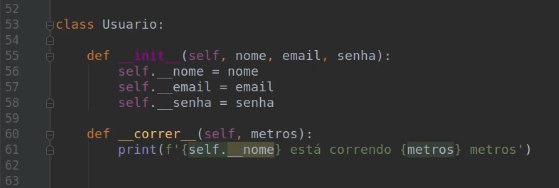 52
53 class Usuario:
54
55 def __init__(self, nome, email, senha):
56 self.__nome = nome
57 self.__email = email
58 self.__senha = senha
59
60 def __correr__(self, metros):
61 print(f'{self.__nome} está correndo {metros} metros')
62
63